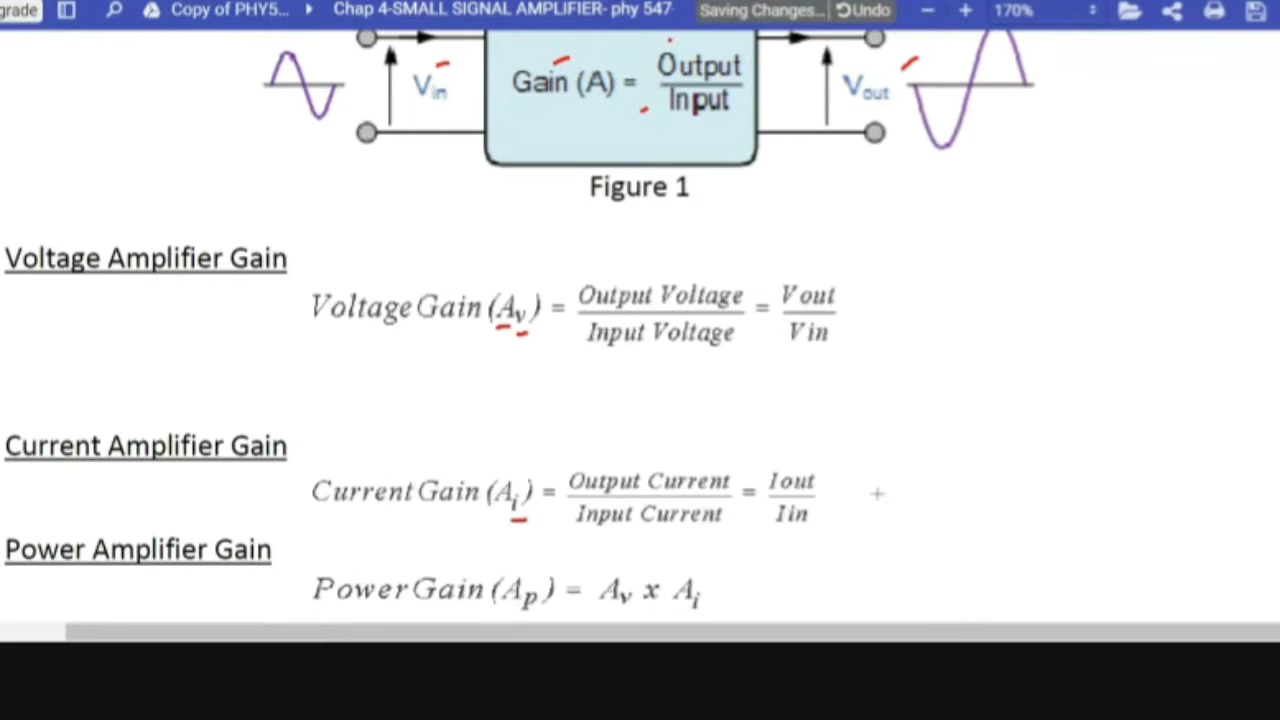 grade Copy of PHY5... Chap 4-SMALL SIGNAL AMPLIFIER- phy 547 Saving Changes... Undo − + 170%
Vin Gain (A) = Output / Input Vout
Figure 1
Voltage Amplifier Gain
Voltage Gain (Av) = Output Voltage / Input Voltage = Vout / Vin
Current Amplifier Gain
Current Gain (Ai) = Output Current / Input Current = Iout / Iin
Power Amplifier Gain
Power Gain (Ap) = Av x Ai